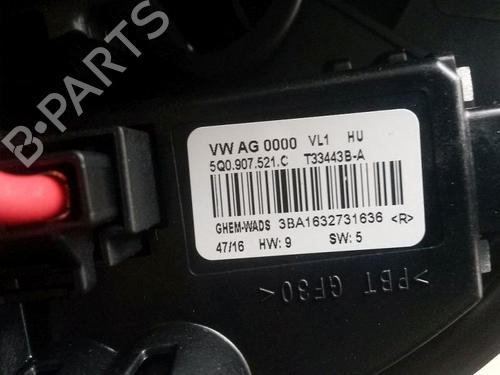 B-PARTS
VW AG 0000 VL1 HU
5Q0.907.521.C T33443B-A
GHEM-WADS 3BA1632731636 <R>
47/16 HW: 9 SW: 5
>PBT GF30<